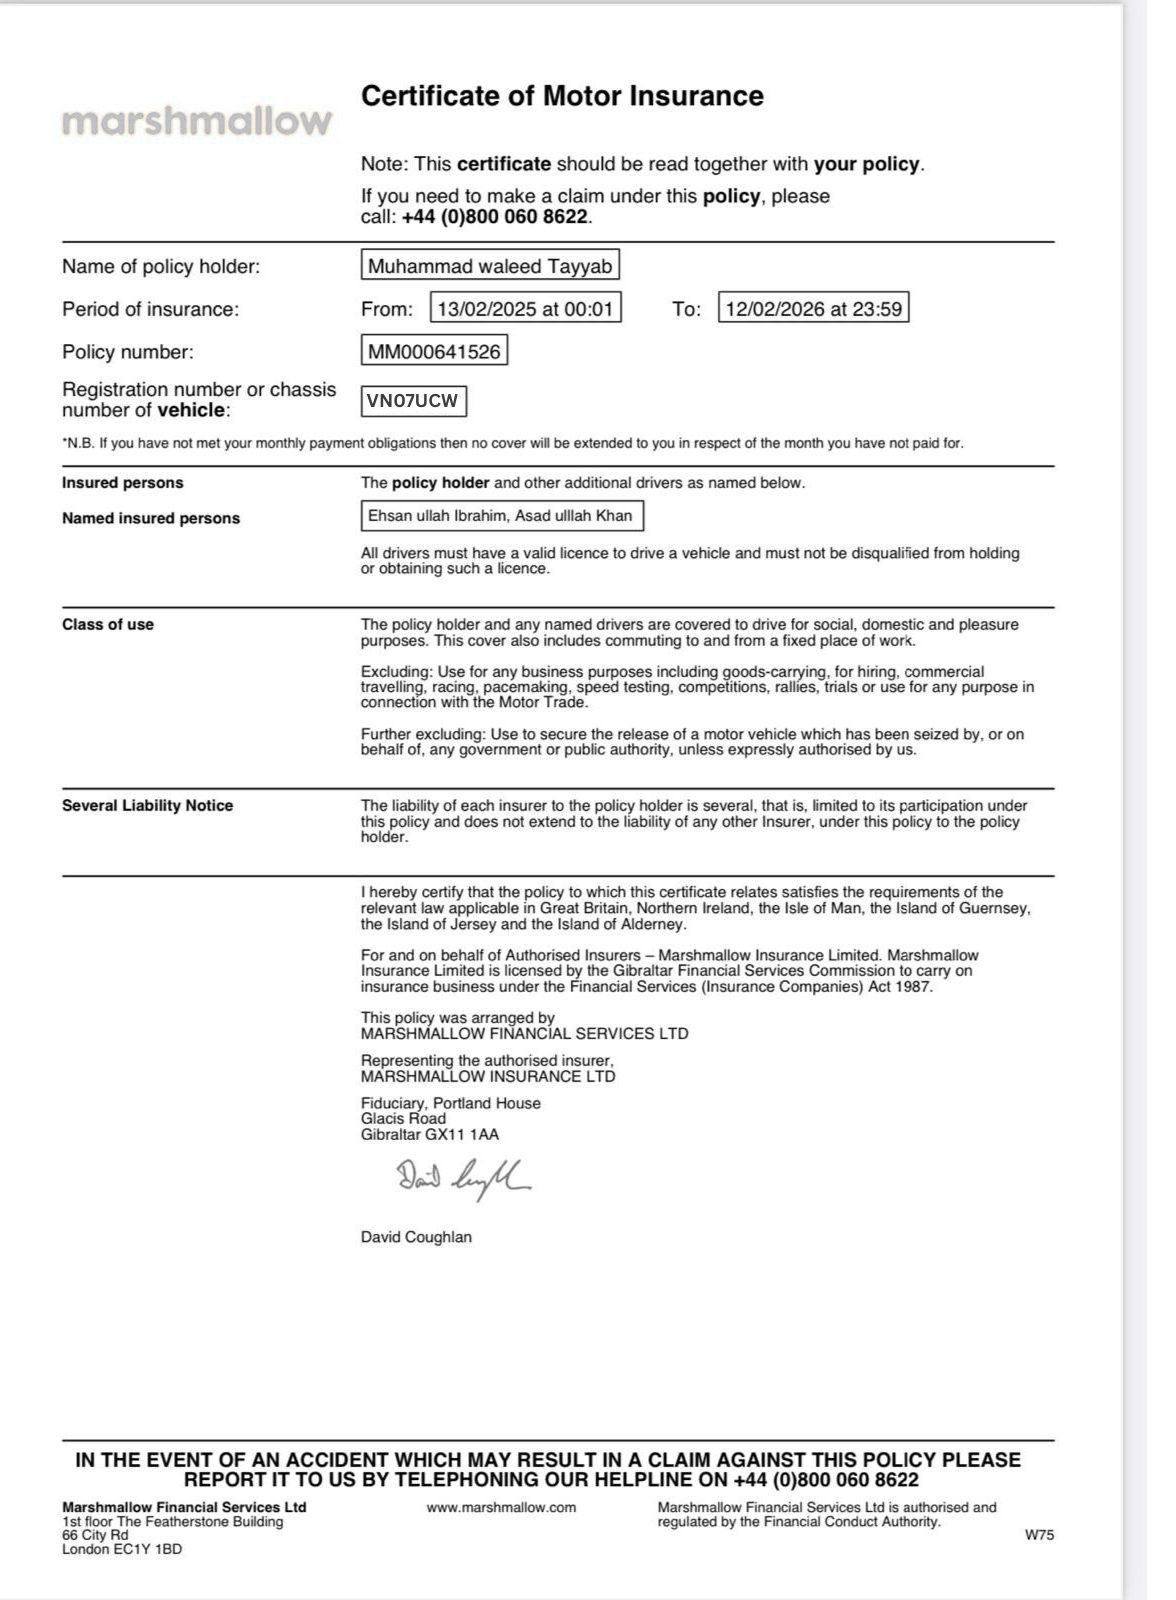 marshmallow
Certificate of Motor Insurance
Note: This certificate should be read together with your policy.
If you need to make a claim under this policy, please
call: +44 (0)800 060 8622.
Name of policy holder: Muhammad waleed Tayyab
Period of insurance: From: 13/02/2025 at 00:01 To: 12/02/2026 at 23:59
Policy number: MM000641526
Registration number or chassis
number of vehicle: VN07UCW
*N.B. If you have not met your monthly payment obligations then no cover will be extended to you in respect of the month you have not paid for.
Insured persons The policy holder and other additional drivers as named below.
Named insured persons Ehsan ullah Ibrahim, Asad ulllah Khan
All drivers must have a valid licence to drive a vehicle and must not be disqualified from holding
or obtaining such a licence.
Class of use The policy holder and any named drivers are covered to drive for social, domestic and pleasure
purposes. This cover also includes commuting to and from a fixed place of work.
Excluding: Use for any business purposes including goods-carrying, for hiring, commercial
travelling, racing, pacemaking, speed testing, competitions, rallies, trials or use for any purpose in
connection with the Motor Trade.
Further excluding: Use to secure the release of a motor vehicle which has been seized by, or on
behalf of, any government or public authority, unless expressly authorised by us.
Several Liability Notice The liability of each insurer to the policy holder is several, that is, limited to its participation under
this policy and does not extend to the liability of any other Insurer, under this policy to the policy
holder.
I hereby certify that the policy to which this certificate relates satisfies the requirements of the
relevant law applicable in Great Britain, Northern Ireland, the Isle of Man, the Island of Guernsey,
the Island of Jersey and the Island of Alderney.
For and on behalf of Authorised Insurers – Marshmallow Insurance Limited. Marshmallow
Insurance Limited is licensed by the Gibraltar Financial Services Commission to carry on
insurance business under the Financial Services (Insurance Companies) Act 1987.
This policy was arranged by
MARSHMALLOW FINANCIAL SERVICES LTD
Representing the authorised insurer,
MARSHMALLOW INSURANCE LTD
Fiduciary, Portland House
Glacis Road
Gibraltar GX11 1AA
David Coughlan
IN THE EVENT OF AN ACCIDENT WHICH MAY RESULT IN A CLAIM AGAINST THIS POLICY PLEASE
REPORT IT TO US BY TELEPHONING OUR HELPLINE ON +44 (0)800 060 8622
Marshmallow Financial Services Ltd
1st floor The Featherstone Building
66 City Rd
London EC1Y 1BD
www.marshmallow.com
Marshmallow Financial Services Ltd is authorised and
regulated by the Financial Conduct Authority.
W75